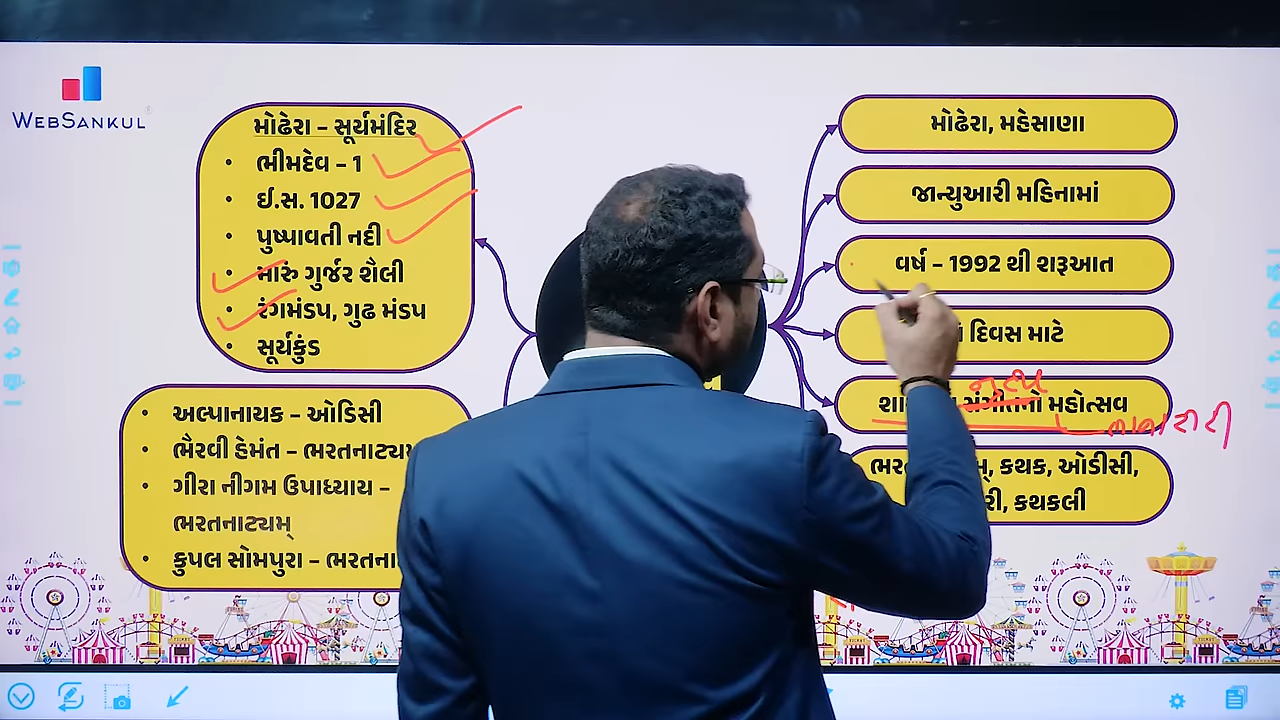 WEBSANKUL
મોઢેરા – સૂર્યમંદિર
• ભીમદેવ – 1
• ઈ.સ. 1027
• પુષ્પાવતી નદી
• મારુ ગુર્જર શૈલી
• રંગમંડપ, ગુઢ મંડપ
• સૂર્યકુંડ
• અલ્પાનાયક – ઓડિસી
• ભૈરવી હેમંત – ભરતનાટ્યમ
• ગીરા નીગમ ઉપાધ્યાય –
ભરતનાટ્યમ્
• કુપલ સોમપુરા – ભરતના
મોઢેરા, મહેસાણા
જાન્યુઆરી મહિનામાં
વર્ષ – 1992 થી શરૂઆત
દિવસ માટે
નૃત્ય
સંગીતનો મહોત્સવ
ભર
મ્, કથક, ઓડીસી,
રી, કથકલી